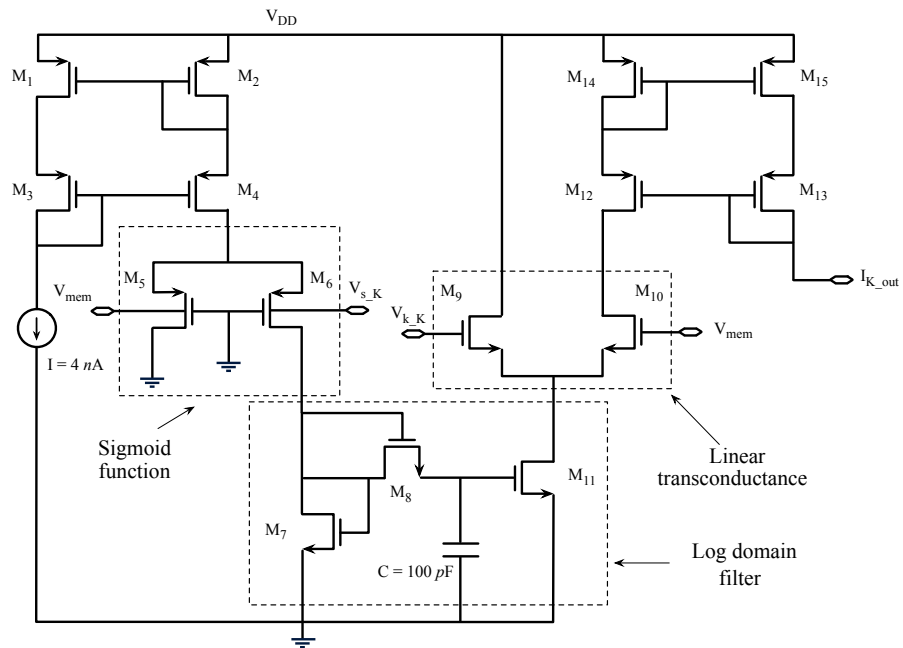 V_DD
M_1
M_2
M_14
M_15
M_3
M_4
M_12
M_13
M_5
M_6
V_mem
V_s_K
M_9
M_10
I_K_out
V_k_K
V_mem
I = 4 nA
Sigmoid
function
Linear
transconductance
M_8
M_11
M_7
C = 100 pF
Log domain
filter